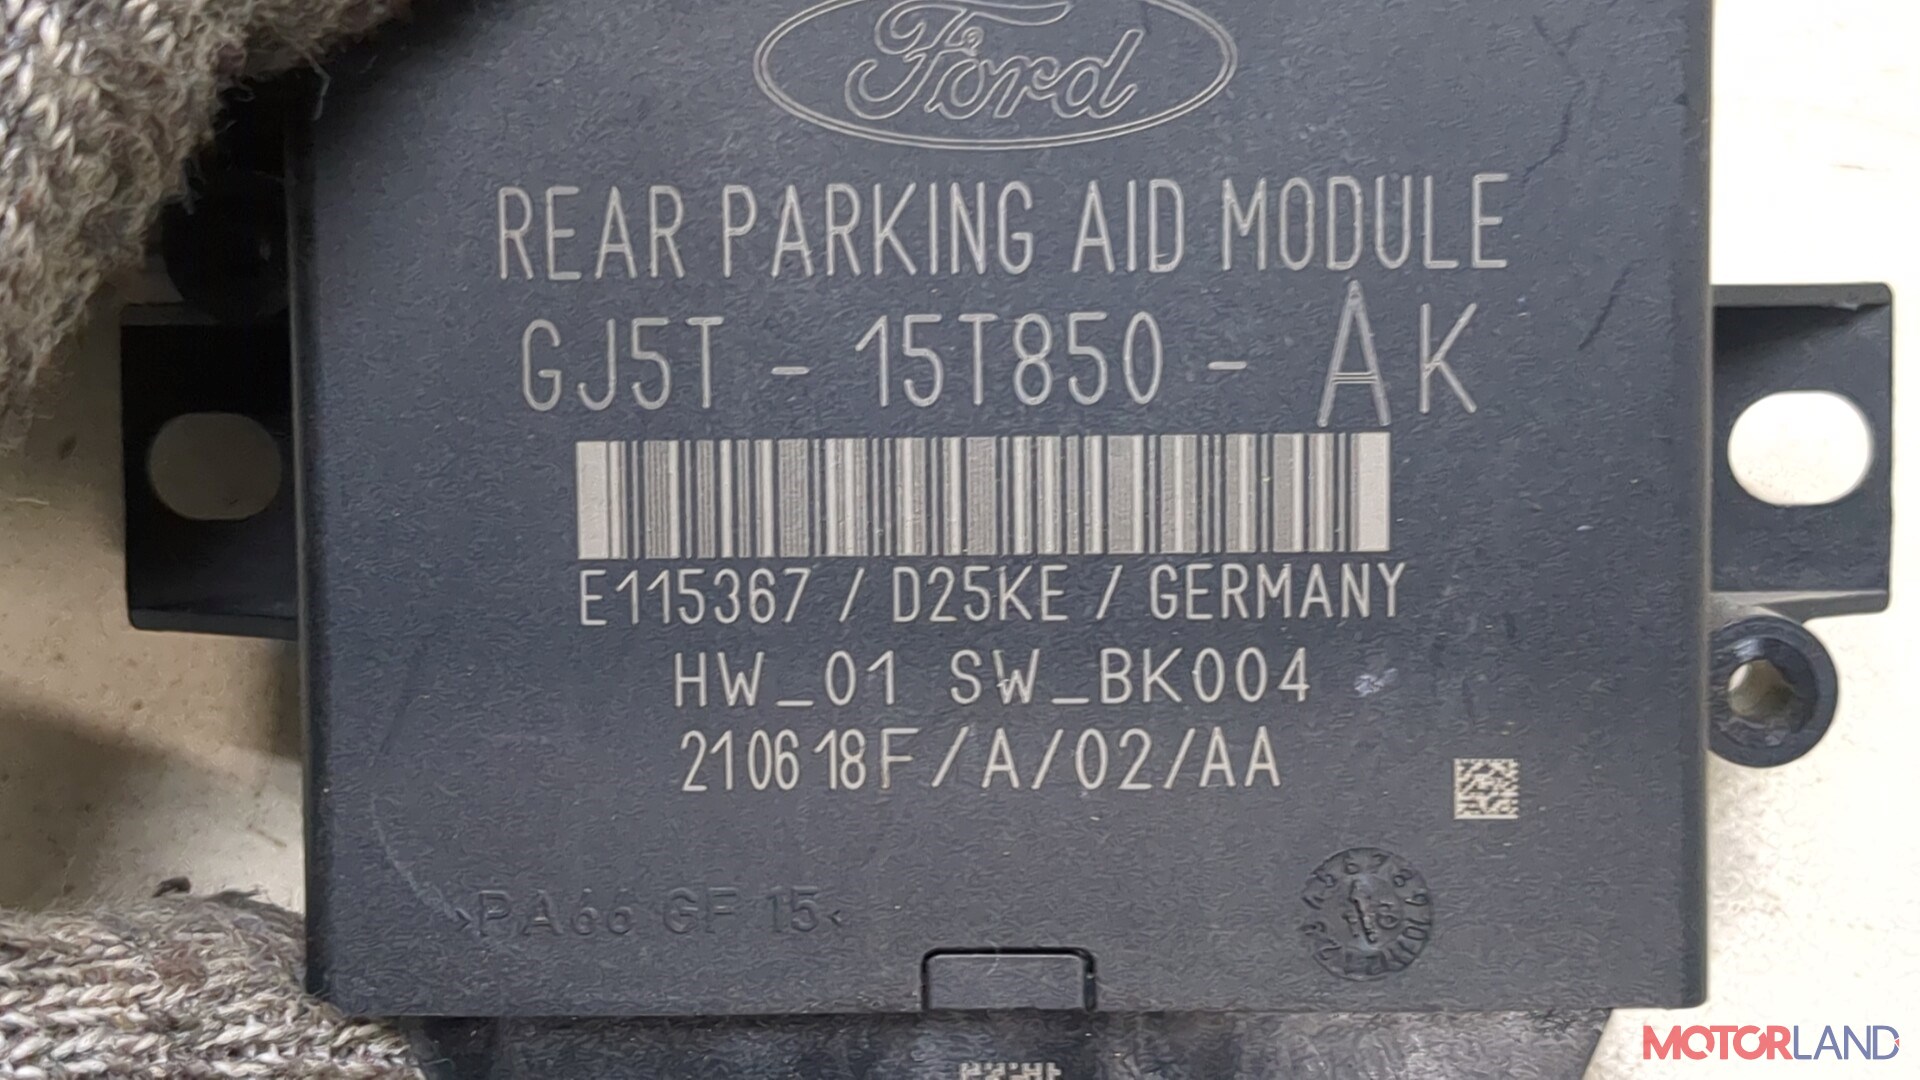 Ford
REAR PARKING AID MODULE
GJ5T - 15T850 - AK
E115367 / D25KE / GERMANY
HW_01 SW_BK004
210618F/A/02/AA
>PA66 GF 15<
MOTORLAND